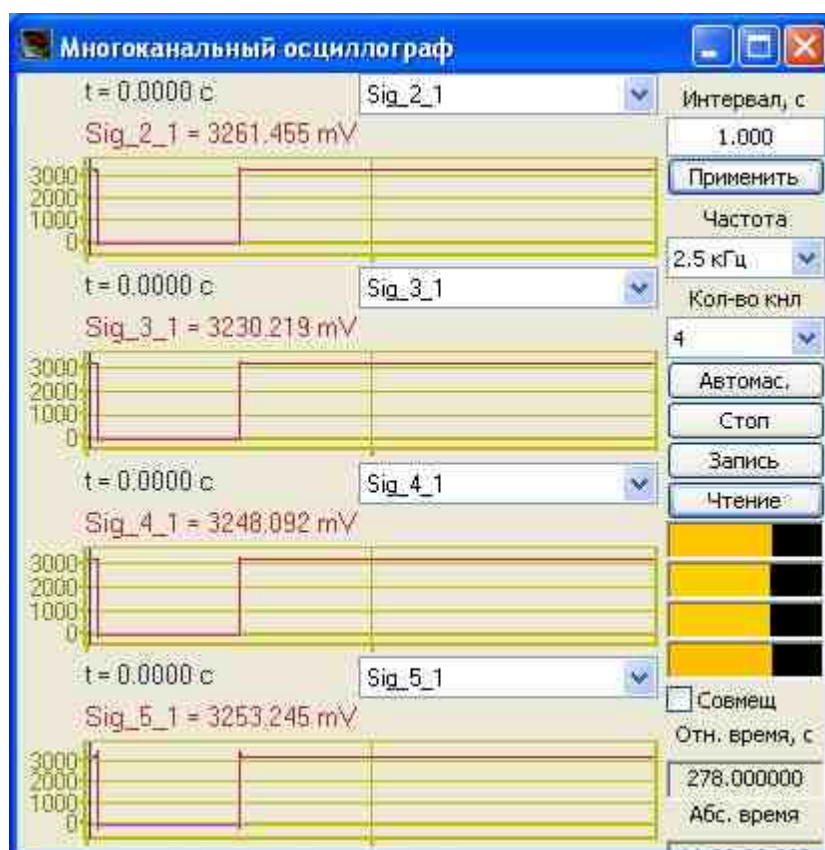 Многоканальный осциллограф
t = 0.0000 с
Sig_2_1
Sig_2_1 = 3261.455 mV
3000
2000
1000
0
t = 0.0000 с
Sig_3_1
Sig_3_1 = 3230.219 mV
3000
2000
1000
0
t = 0.0000 с
Sig_4_1
Sig_4_1 = 3248.092 mV
3000
2000
1000
0
t = 0.0000 с
Sig_5_1
Sig_5_1 = 3253.245 mV
3000
2000
1000
0
Интервал, с
1.000
Применить
Частота
2.5 кГц
Кол-во кнл
4
Автомас.
Стоп
Запись
Чтение
Совмещ
Отн. время, с
278.000000
Абс. время